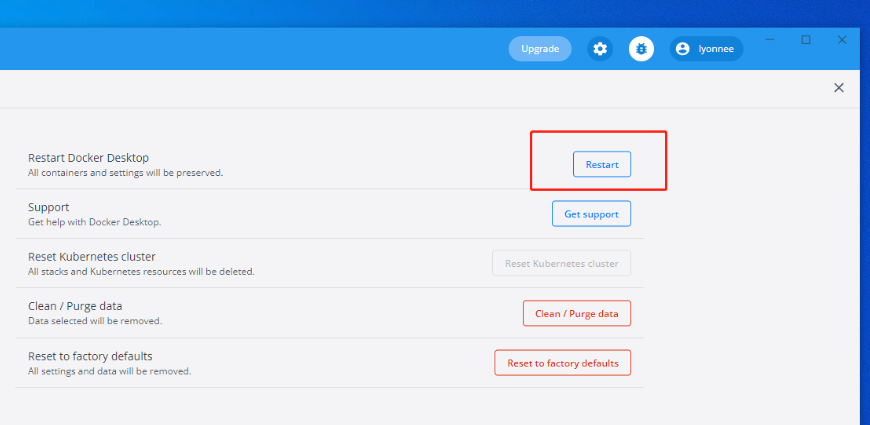 Upgrade
lyonnee
Restart Docker Desktop
All containers and settings will be preserved.
Restart
Support
Get help with Docker Desktop.
Get support
Reset Kubernetes cluster
All stacks and Kubernetes resources will be deleted.
Reset Kubernetes cluster
Clean / Purge data
Data selected will be removed.
Clean / Purge data
Reset to factory defaults
All settings and data will be removed.
Reset to factory defaults